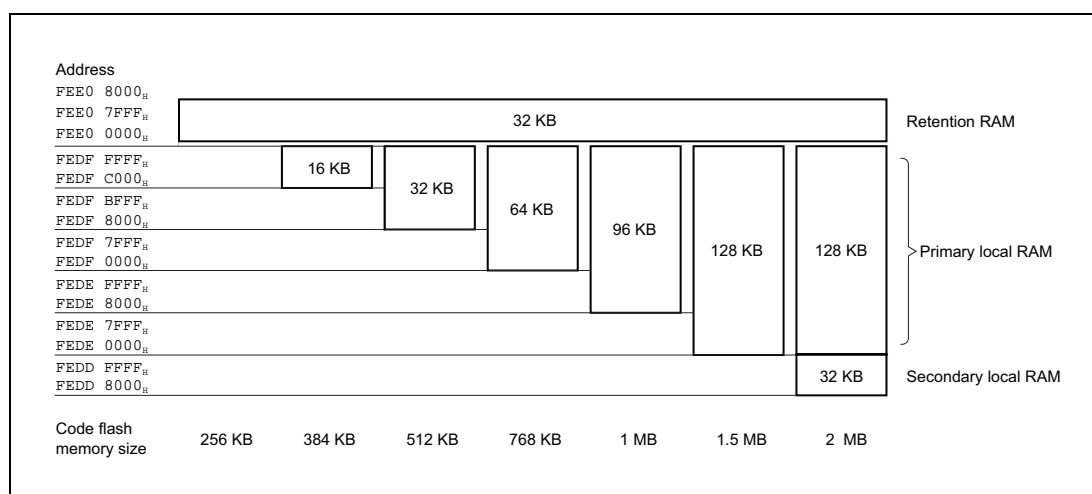 Address
FEE0 8000H
FEE0 7FFFH
FEE0 0000H
32 KB
Retention RAM
FEDF FFFFH
FEDF C000H
FEDF BFFFH
FEDF 8000H
FEDF 7FFFH
FEDF 0000H
FEDE FFFFH
FEDE 8000H
FEDE 7FFFH
FEDE 0000H
FEDD FFFFH
FEDD 8000H
16 KB
32 KB
64 KB
96 KB
128 KB
128 KB
Primary local RAM
32 KB
Secondary local RAM
Code flash
memory size
256 KB 384 KB 512 KB 768 KB 1 MB 1.5 MB 2 MB